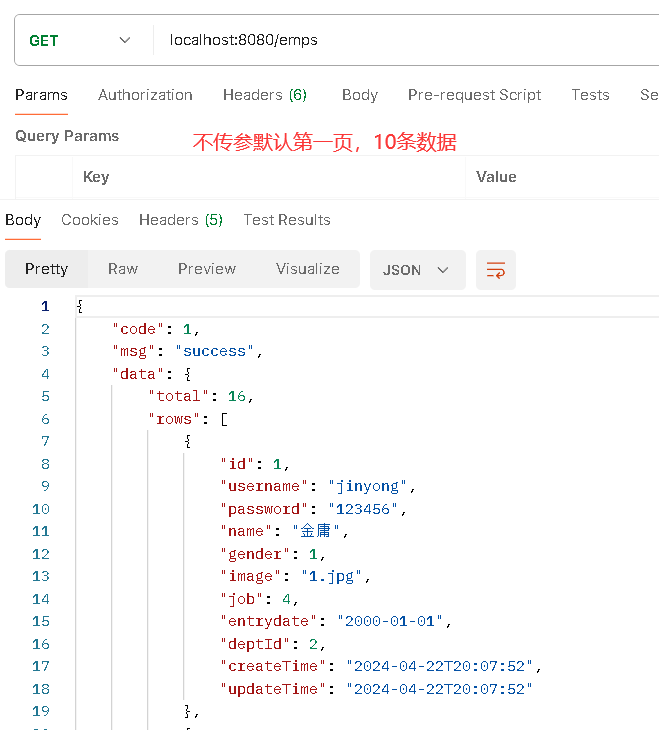 GET localhost:8080/emps
Params Authorization Headers (6) Body Pre-request Script Tests Se
Query Params
不传参默认第一页，10条数据
Key Value
Body Cookies Headers (5) Test Results
Pretty Raw Preview Visualize JSON
1 {
2 "code": 1,
3 "msg": "success",
4 "data": {
5 "total": 16,
6 "rows": [
7 {
8 "id": 1,
9 "username": "jinyong",
10 "password": "123456",
11 "name": "金庸",
12 "gender": 1,
13 "image": "1.jpg",
14 "job": 4,
15 "entrydate": "2000-01-01",
16 "deptId": 2,
17 "createTime": "2024-04-22T20:07:52",
18 "updateTime": "2024-04-22T20:07:52"
19 },